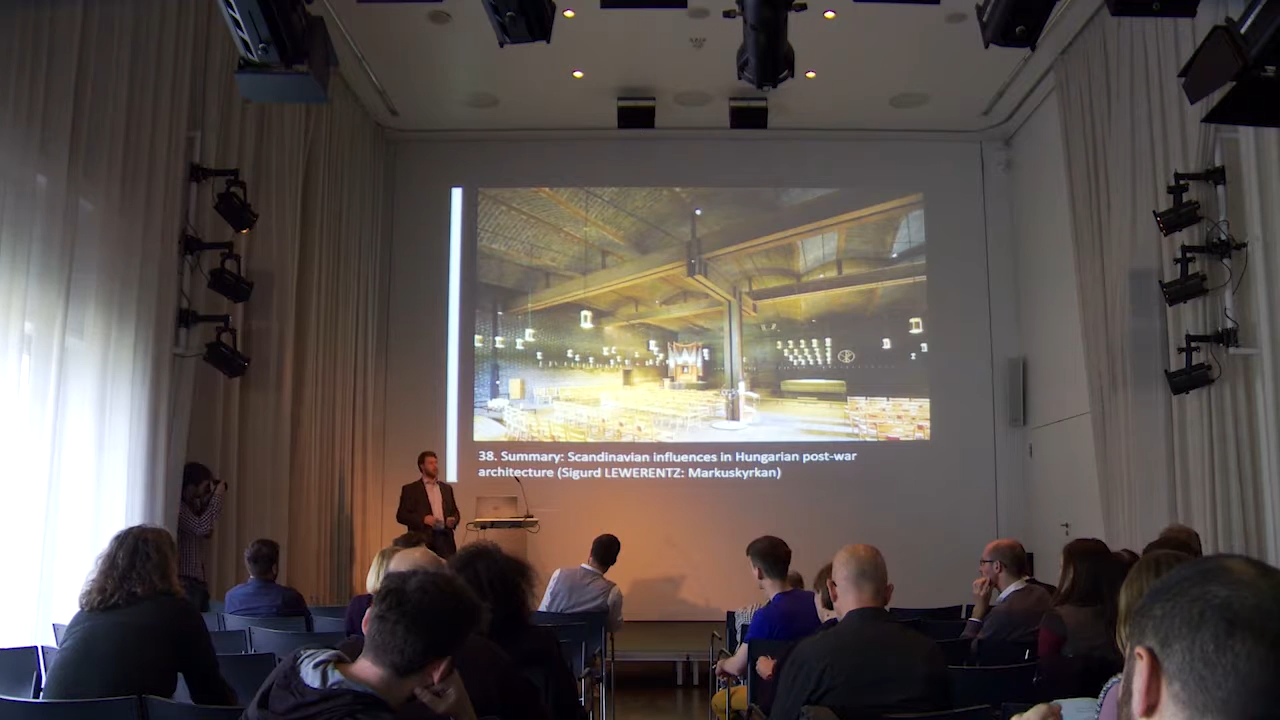 38. Summary: Scandinavian influences in Hungarian post-war
architecture (Sigurd LEWERENTZ: Markuskyrkan)